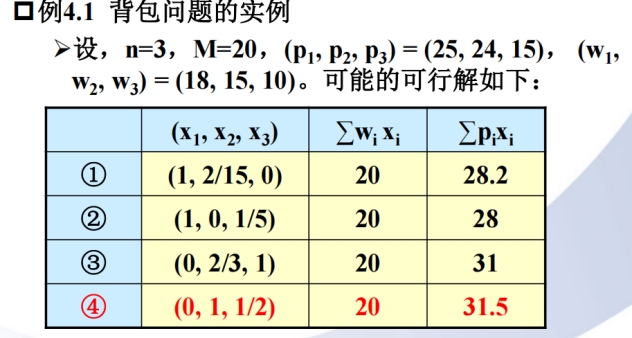 例4.1 背包问题的实例
➢设，n=3，M=20，(p₁, p₂, p₃) = (25, 24, 15)， (w₁,
w₂, w₃) = (18, 15, 10)。可能的可行解如下：
(x₁, x₂, x₃) ∑wᵢ xᵢ ∑pᵢxᵢ
① (1, 2/15, 0) 20 28.2
② (1, 0, 1/5) 20 28
③ (0, 2/3, 1) 20 31
④ (0, 1, 1/2) 20 31.5